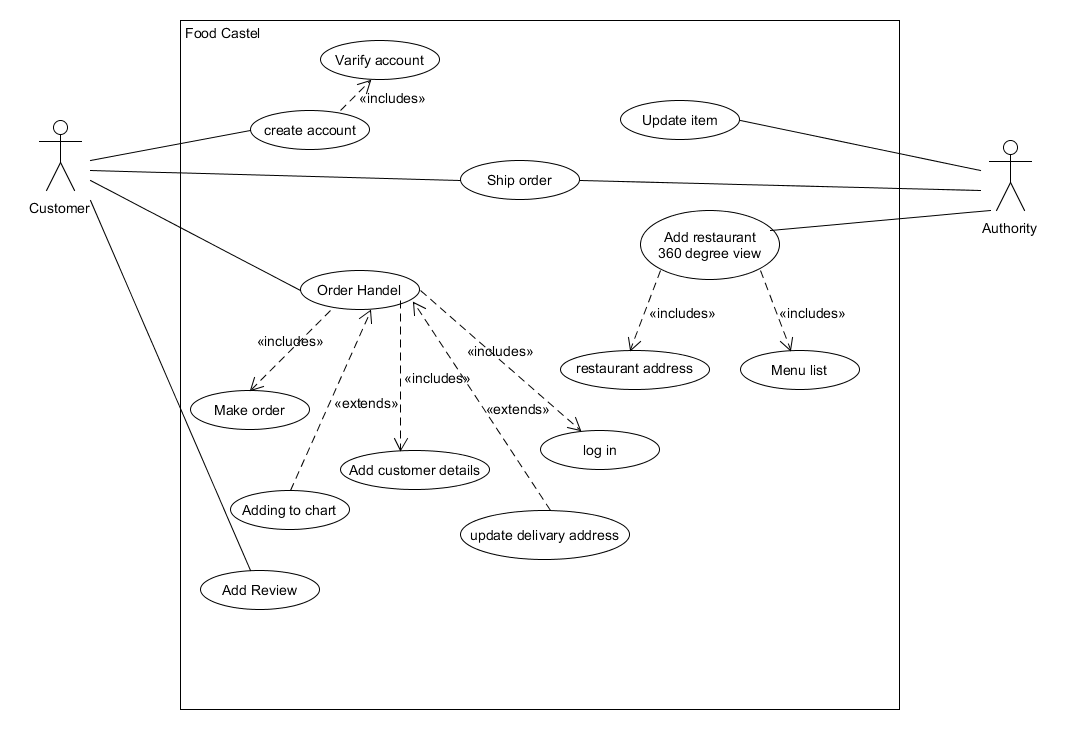 Food Castel
Varify account
«includes»
create account
Update item
Customer
Ship order
Authority
Add restaurant
360 degree view
Order Handel
«includes»
«includes»
«includes»
«includes»
restaurant address
Menu list
«includes»
«extends»
«extends»
Make order
log in
Add customer details
Adding to chart
update delivary address
Add Review